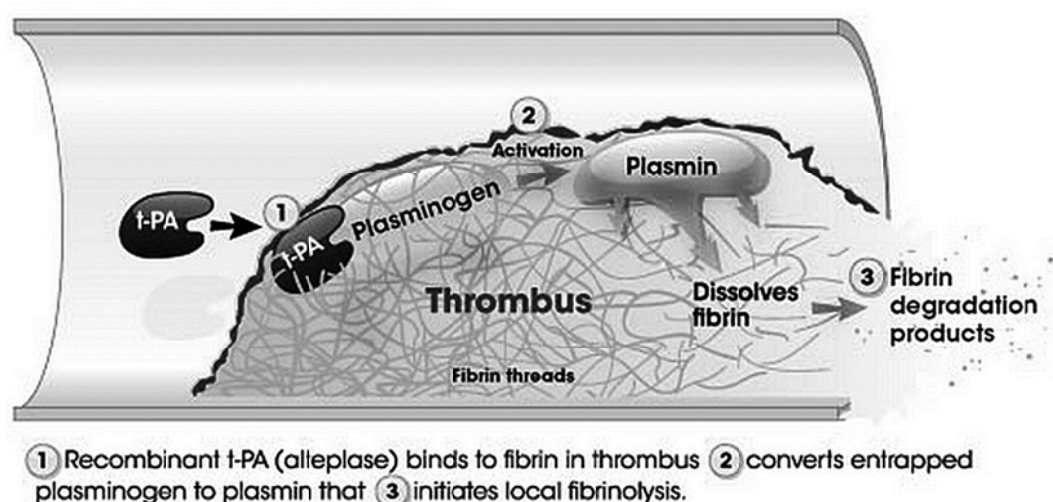 2
Activation
Plasmin
t-PA
1
t-PA
Plasminogen
Thrombus
Dissolves
fibrin
3 Fibrin
degradation
products
Fibrin threads
1 Recombinant t-PA (alleplase) binds to fibrin in thrombus 2 converts entrapped
plasminogen to plasmin that 3 initiates local fibrinolysis.